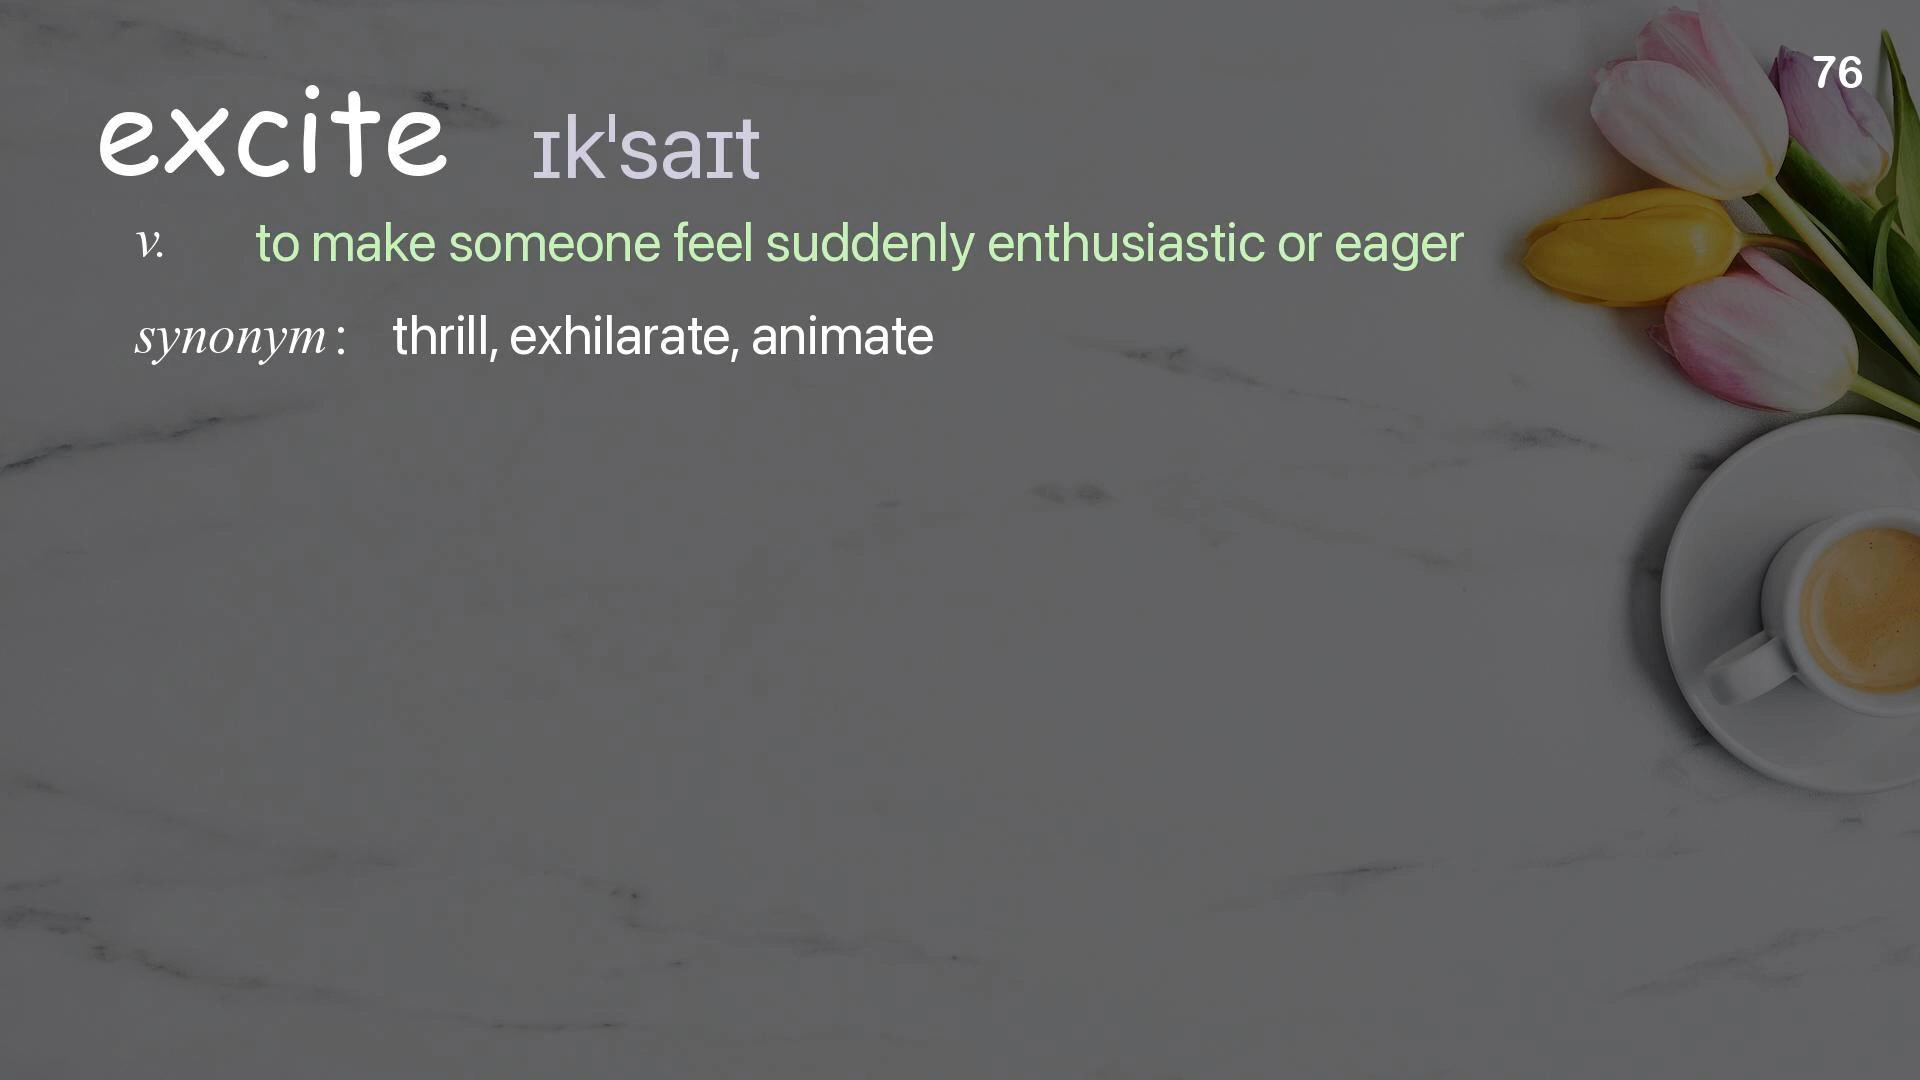 76
excite ɪkˈsaɪt
v. to make someone feel suddenly enthusiastic or eager
synonym : thrill, exhilarate, animate